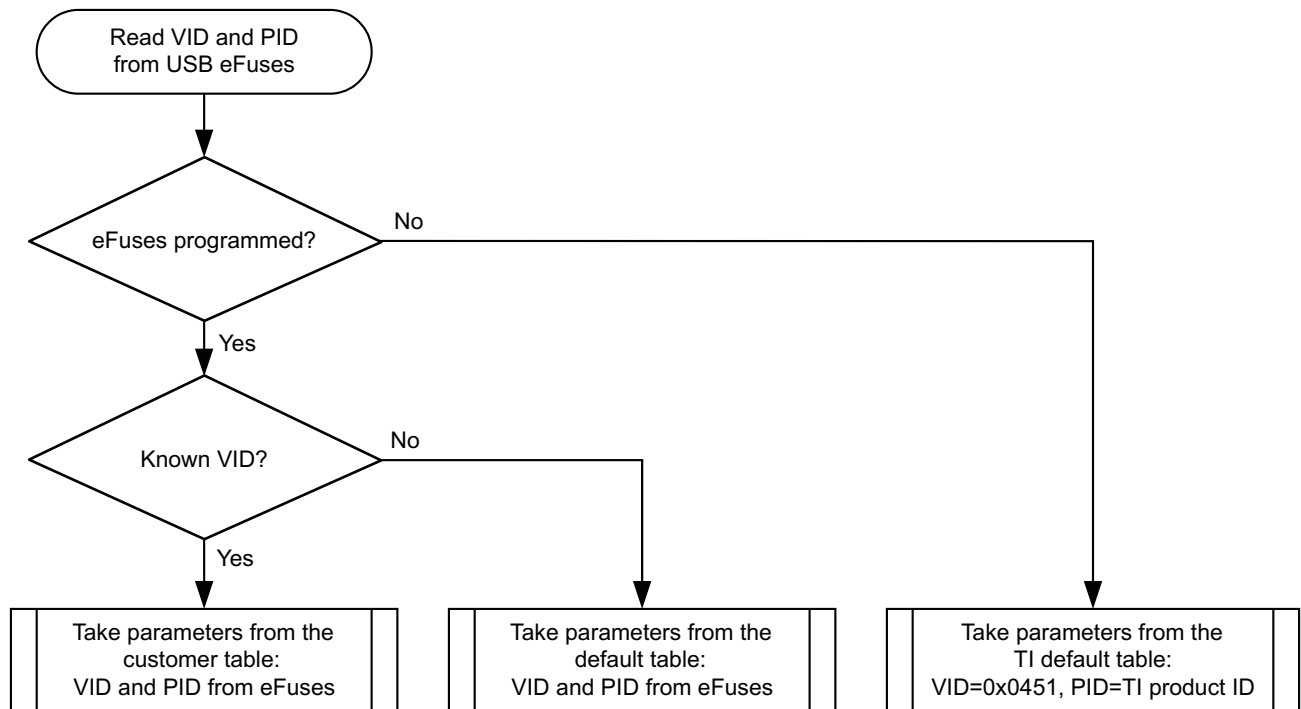 Read VID and PID
from USB eFuses
eFuses programmed?
No
Yes
Known VID?
No
Yes
Take parameters from the
customer table:
VID and PID from eFuses
Take parameters from the
default table:
VID and PID from eFuses
Take parameters from the
TI default table:
VID=0x0451, PID=TI product ID